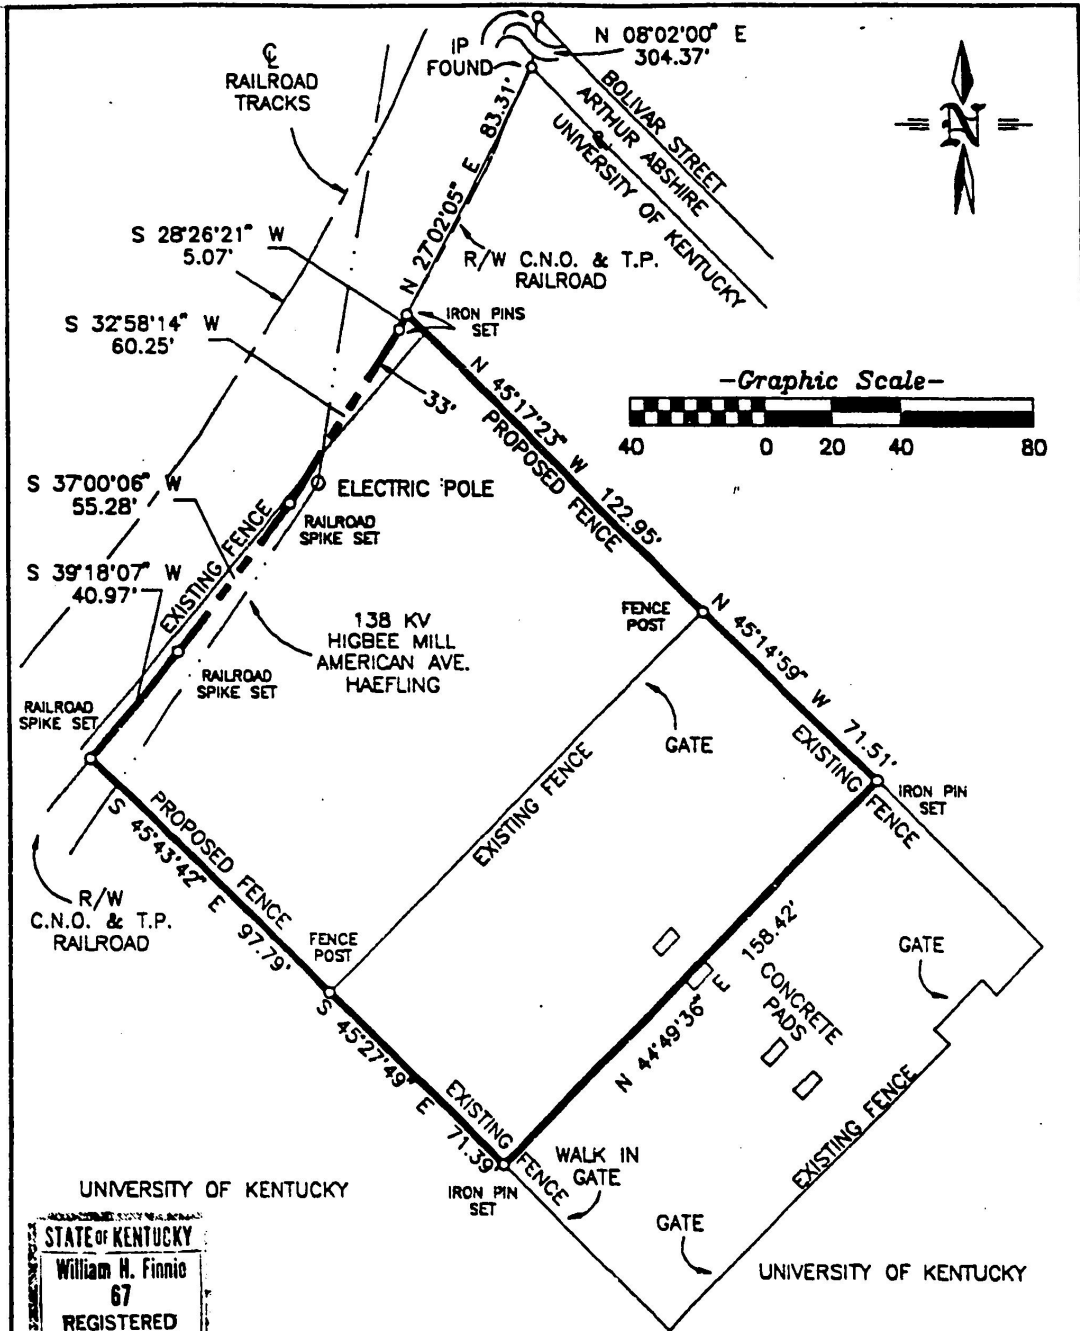 ℄
RAILROAD
TRACKS
IP
FOUND
N 08°02'00" E
304.37'
BOLIVAR STREET
ARTHUR ABSHIRE
UNIVERSITY OF KENTUCKY
N
N 27°02'05" E 83.31'
R/W C.N.O. & T.P.
RAILROAD
S 28°26'21" W
5.07'
IRON PINS
SET
S 32°58'14" W
60.25'
33'
-Graphic Scale-
40 0 20 40 80
N 45°17'23" W 122.95'
PROPOSED FENCE
S 37°00'06" W
55.28'
ELECTRIC POLE
RAILROAD
SPIKE SET
EXISTING FENCE
S 39°18'07" W
40.97'
138 KV
HIGBEE MILL
AMERICAN AVE.
HAEFLING
FENCE
POST
N 45°14'59" W 71.51'
EXISTING FENCE
RAILROAD
SPIKE SET
RAILROAD
SPIKE SET
GATE
IRON PIN
SET
EXISTING FENCE
PROPOSED FENCE
S 45°43'42" E 97.79'
R/W
C.N.O. & T.P.
RAILROAD
FENCE
POST
N 44°49'36" E 158.42'
CONCRETE
PADS
GATE
S 45°27'49" E 71.39'
EXISTING FENCE
EXISTING FENCE
WALK IN
GATE
IRON PIN
SET
GATE
UNIVERSITY OF KENTUCKY
UNIVERSITY OF KENTUCKY
STATE OF KENTUCKY
William H. Finnie
67
REGISTERED